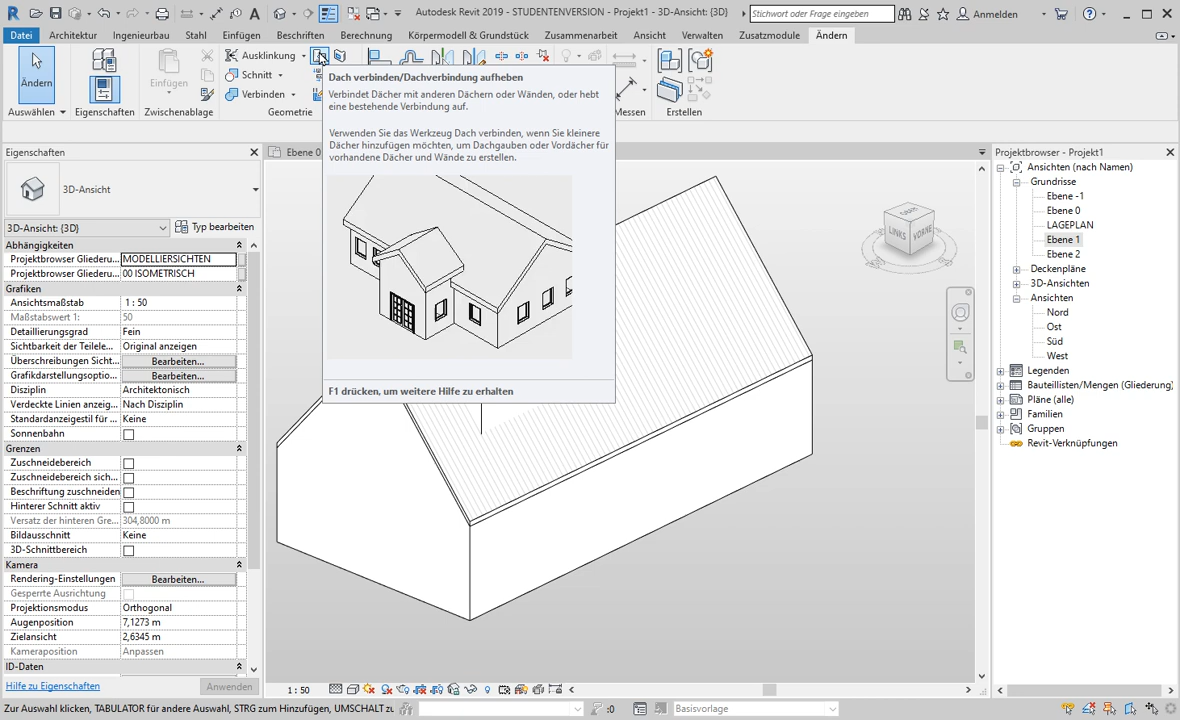 Autodesk Revit 2019 - STUDENTENVERSION - Projekt1 - 3D-Ansicht: {3D}
Stichwort oder Frage eingeben
Anmelden
Datei
Architektur
Ingenieurbau
Stahl
Einfügen
Beschriften
Berechnung
Körpermodell & Grundstück
Zusammenarbeit
Ansicht
Verwalten
Zusatzmodule
Ändern
Ändern
Einfügen
Ausklinkung
Schnitt
Verbinden
Auswählen
Eigenschaften
Zwischenablage
Geometrie
Messen
Erstellen
Dach verbinden/Dachverbindung aufheben
Verbindet Dächer mit anderen Dächern oder Wänden, oder hebt
eine bestehende Verbindung auf.
Verwenden Sie das Werkzeug Dach verbinden, wenn Sie kleinere
Dächer hinzufügen möchten, um Dachgauben oder Vordächer für
vorhandene Dächer und Wände zu erstellen.
F1 drücken, um weitere Hilfe zu erhalten
Eigenschaften
3D-Ansicht
3D-Ansicht: {3D}
Typ bearbeiten
Abhängigkeiten
Projektbrowser Gliederu... MODELLIERSICHTEN
Projektbrowser Gliederu... 00 ISOMETRISCH
Grafiken
Ansichtsmaßstab 1 : 50
Maßstabswert 1: 50
Detaillierungsgrad Fein
Sichtbarkeit der Teilele... Original anzeigen
Überschreibungen Sicht... Bearbeiten...
Grafikdarstellungsoptio... Bearbeiten...
Disziplin Architektonisch
Verdeckte Linien anzeig... Nach Disziplin
Standardanzeigestil für ... Keine
Sonnenbahn
Grenzen
Zuschneidebereich
Zuschneidebereich sich...
Beschriftung zuschneiden
Hinterer Schnitt aktiv
Versatz der hinteren Gre... 304,8000 m
Bildausschnitt Keine
3D-Schnittbereich
Kamera
Rendering-Einstellungen Bearbeiten...
Gesperrte Ausrichtung
Projektionsmodus Orthogonal
Augenposition 7,1273 m
Zielansicht 2,6345 m
Kameraposition Anpassen
ID-Daten
Hilfe zu Eigenschaften
Anwenden
Ebene 0
LINKS
VORNE
Projektbrowser - Projekt1
Ansichten (nach Namen)
Grundrisse
Ebene -1
Ebene 0
LAGEPLAN
Ebene 1
Ebene 2
Deckenpläne
3D-Ansichten
Ansichten
Nord
Ost
Süd
West
Legenden
Bauteillisten/Mengen (Gliederung)
Pläne (alle)
Familien
Gruppen
Revit-Verknüpfungen
1 : 50
Zur Auswahl klicken, TABULATOR für andere Auswahl, STRG zum Hinzufügen, UMSCHALT zu
:0
Basisvorlage